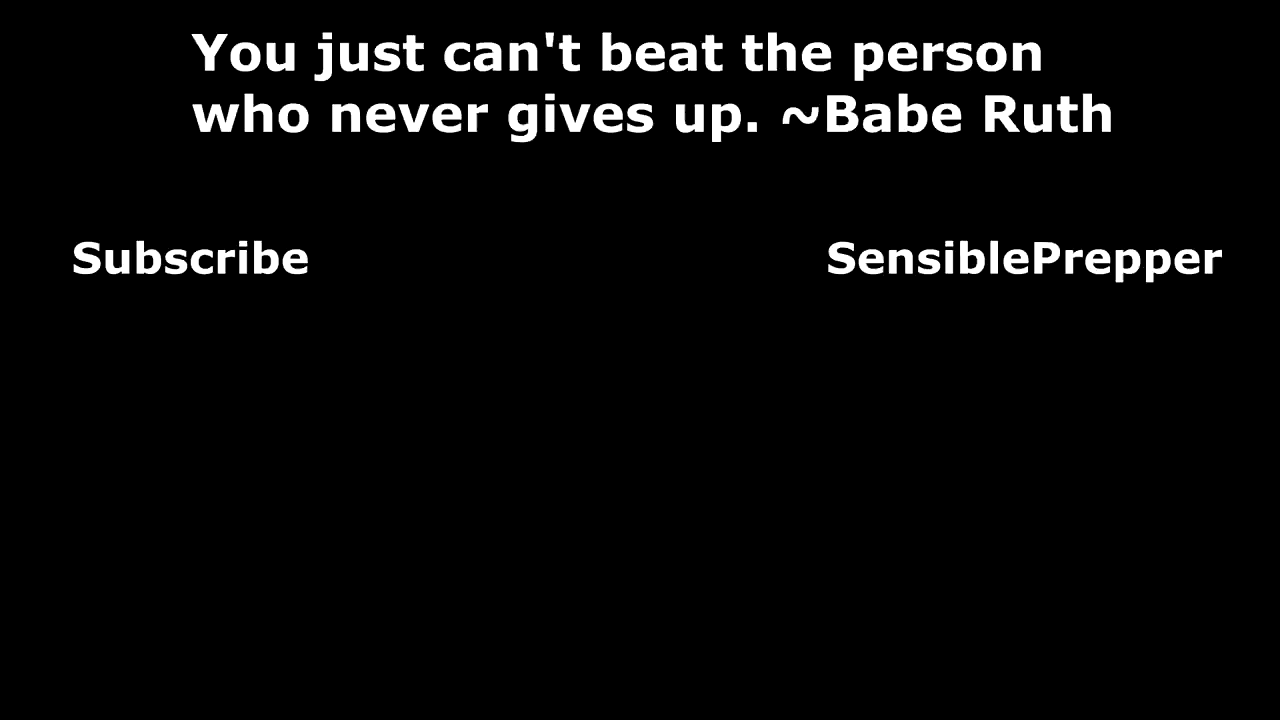 You just can't beat the person
who never gives up. ~Babe Ruth
Subscribe
SensiblePrepper